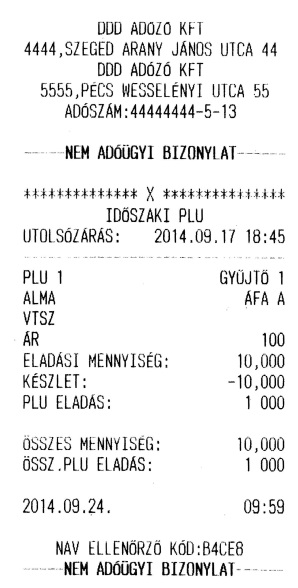 DDD ADÓZÓ KFT
4444,SZEGED ARANY JÁNOS UTCA 44
DDD ADÓZÓ KFT
5555,PÉCS WESSELÉNYI UTCA 55
ADÓSZÁM:44444444-5-13
------NEM ADÓÜGYI BIZONYLAT------
************** X ***************
IDŐSZAKI PLU
UTOLSÓZÁRÁS: 2014.09.17 18:45
PLU 1 GYŰJTŐ 1
ALMA ÁFA A
VTSZ
ÁR 100
ELADÁSI MENNYISÉG: 10,000
KÉSZLET: -10,000
PLU ELADÁS: 1 000
ÖSSZES MENNYISÉG: 10,000
ÖSSZ.PLU ELADÁS: 1 000
2014.09.24. 09:59
NAV ELLENŐRZŐ KÓD:B4CE8
------NEM ADÓÜGYI BIZONYLAT------